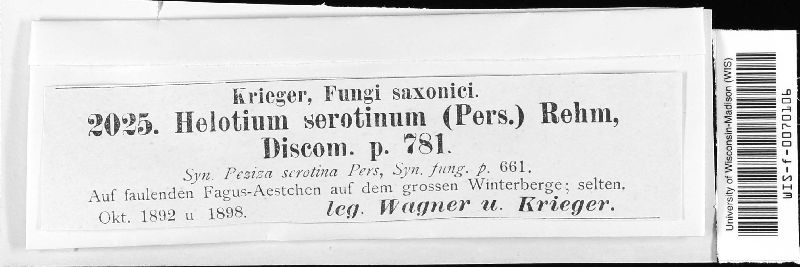 Krieger, Fungi saxonici.
2025. Helotium serotinum (Pers.) Rehm,
Discom. p. 781.
Syn. Peziza serotina Pers, Syn. fung. p. 661.
Auf faulenden Fagus-Aestchen auf dem grossen Winterberge; selten.
Okt. 1892 u 1898. leg. Wagner u. Krieger.
University of Wisconsin-Madison (WIS)
WIS-f-0070106